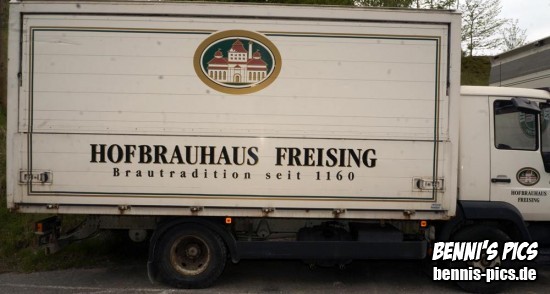 HOFBRAUHAUS FREISING
Brautradition seit 1160
HOFBRAUHAUS
FREISING
BENNI'S PICS
bennis-pics.de